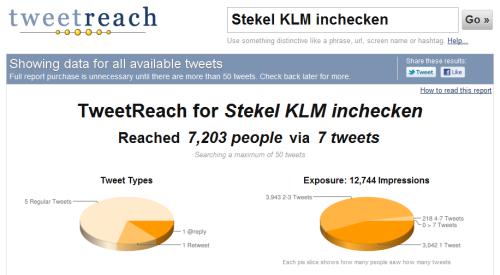 tweetreach
Stekel KLM inchecken
Go »
Use something distinctive like a phrase, url, screen name or hashtag. Help...
Showing data for all available tweets
Full report purchase is unnecessary until there are more than 50 tweets. Check back later for more.
Share these results:
Tweet
Like
How to read this report
TweetReach for Stekel KLM inchecken
Reached 7,203 people via 7 tweets
Searching a maximum of 50 tweets
Tweet Types
5 Regular Tweets
1 @reply
1 Retweet
Exposure: 12,744 Impressions
3,943 2-3 Tweets
218 4-7 Tweets
0 > 7 Tweets
3,042 1 Tweet
Each pie slice shows how many people saw how many tweets